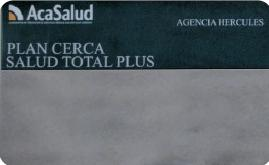 AcaSalud
AGENCIA HERCULES
PLAN CERCA
SALUD TOTAL PLUS